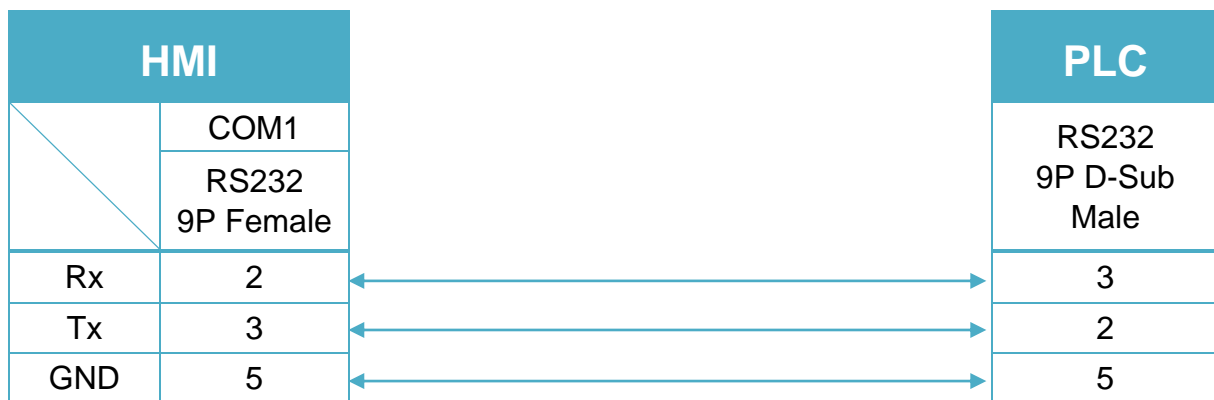 HMI
PLC
COM1
RS232
9P Female
RS232
9P D-Sub
Male
Rx 2 3
Tx 3 2
GND 5 5